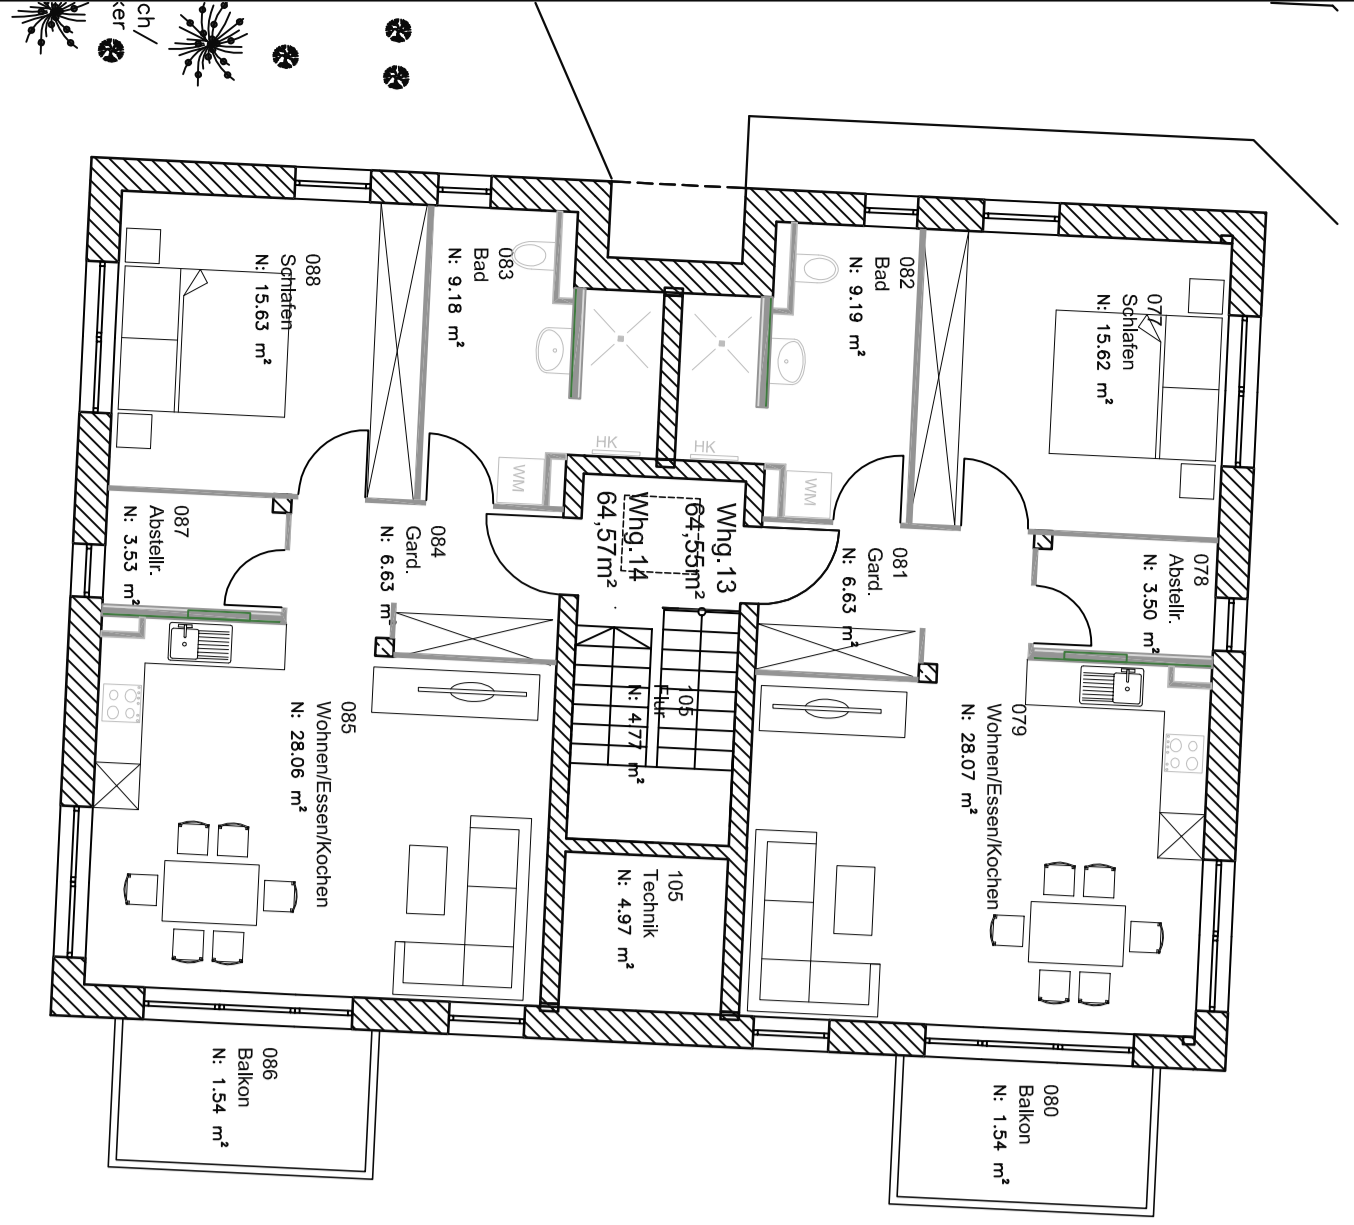 ch/
ker
088
Schlafen
N: 15.63 m²
083
Bad
N: 9.18 m²
082
Bad
N: 9.19 m²
077
Schlafen
N: 15.62 m²
HK
HK
WM
WM
087
Abstellr.
N: 3.53 m²
084
Gard.
N: 6.63 m²
Whg.14
64,57m²
Whg.13
64,55m²
081
Gard.
N: 6.63 m²
078
Abstellr.
N: 3.50 m²
085
Wohnen/Essen/Kochen
N: 28.06 m²
105
Flur
N: 4.77 m²
079
Wohnen/Essen/Kochen
N: 28.07 m²
105
Technik
N: 4.97 m²
086
Balkon
N: 1.54 m²
080
Balkon
N: 1.54 m²